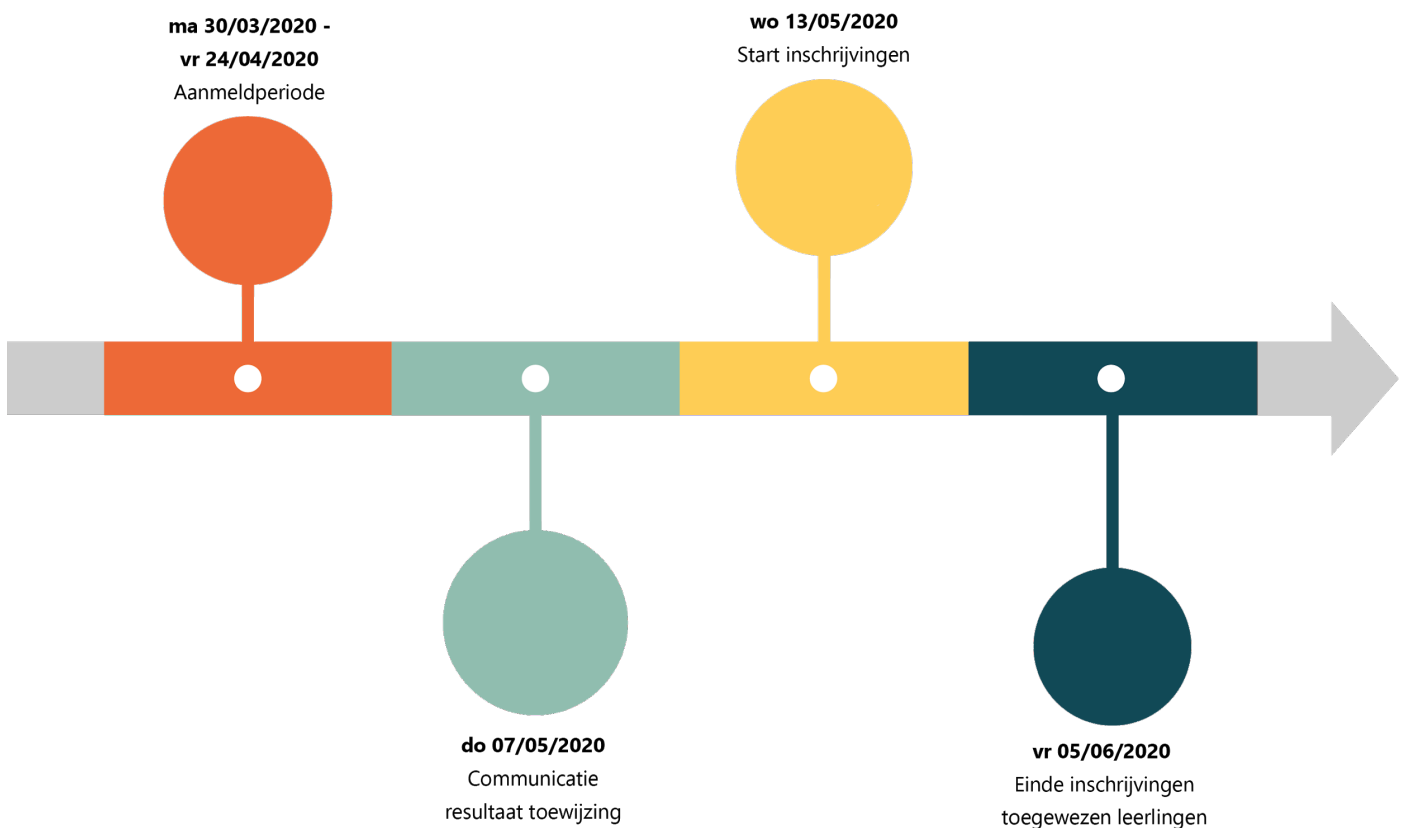 ma 30/03/2020 -
vr 24/04/2020
Aanmeldperiode
do 07/05/2020
Communicatie
resultaat toewijzing
wo 13/05/2020
Start inschrijvingen
vr 05/06/2020
Einde inschrijvingen
toegewezen leerlingen